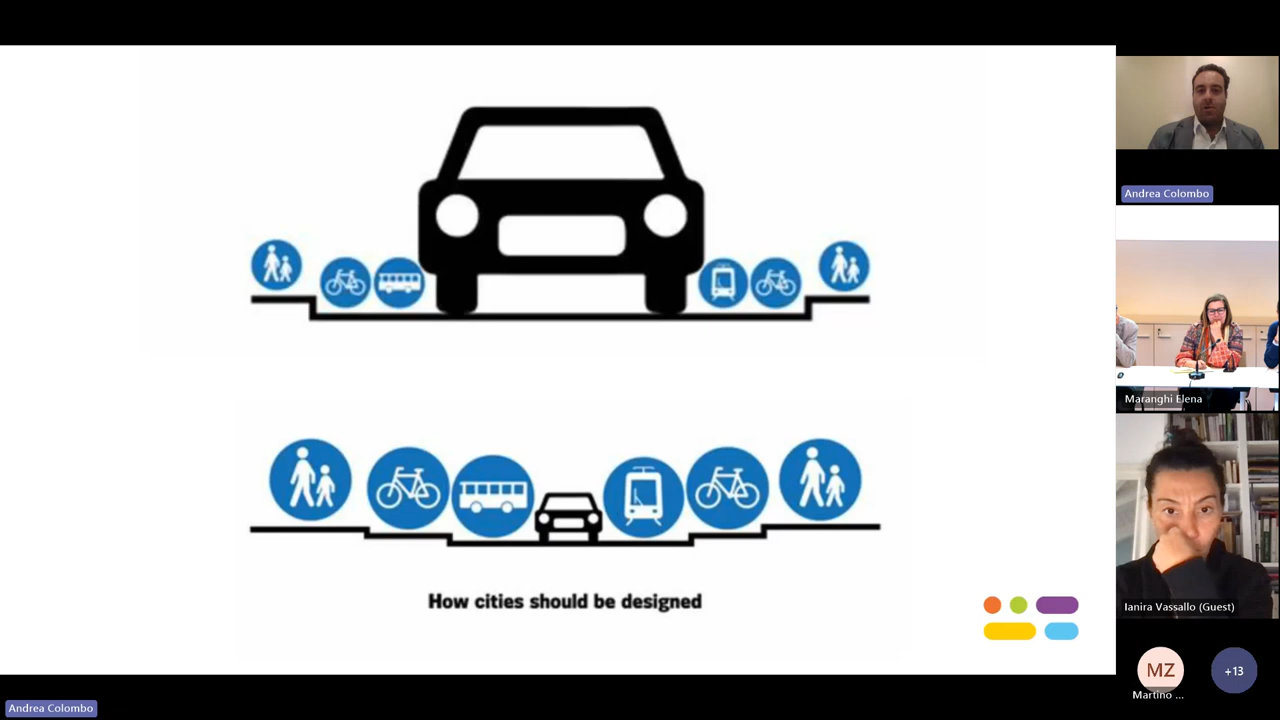 How cities should be designed
Andrea Colombo
Maranghi Elena
Ianira Vassallo (Guest)
MZ
Martino ...
+13
Andrea Colombo